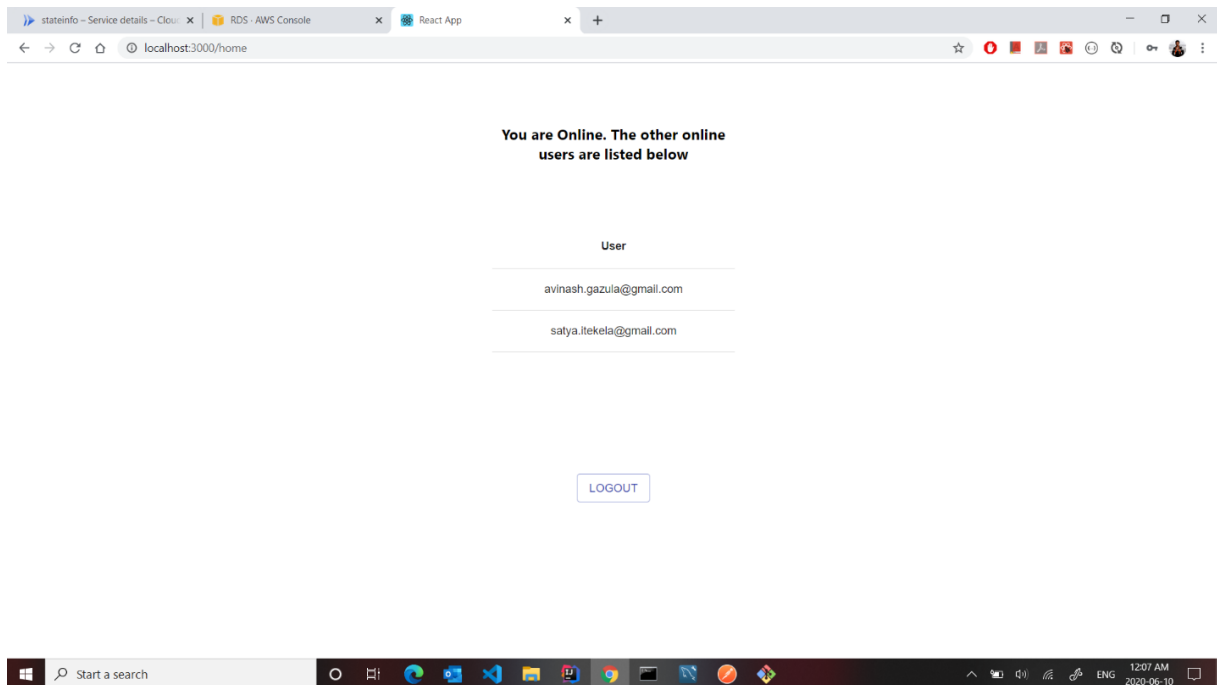 stateinfo – Service details – Clouc
RDS · AWS Console
React App
localhost:3000/home
You are Online. The other online
users are listed below
User
avinash.gazula@gmail.com
satya.itekela@gmail.com
LOGOUT
Start a search
ENG
12:07 AM
2020-06-10